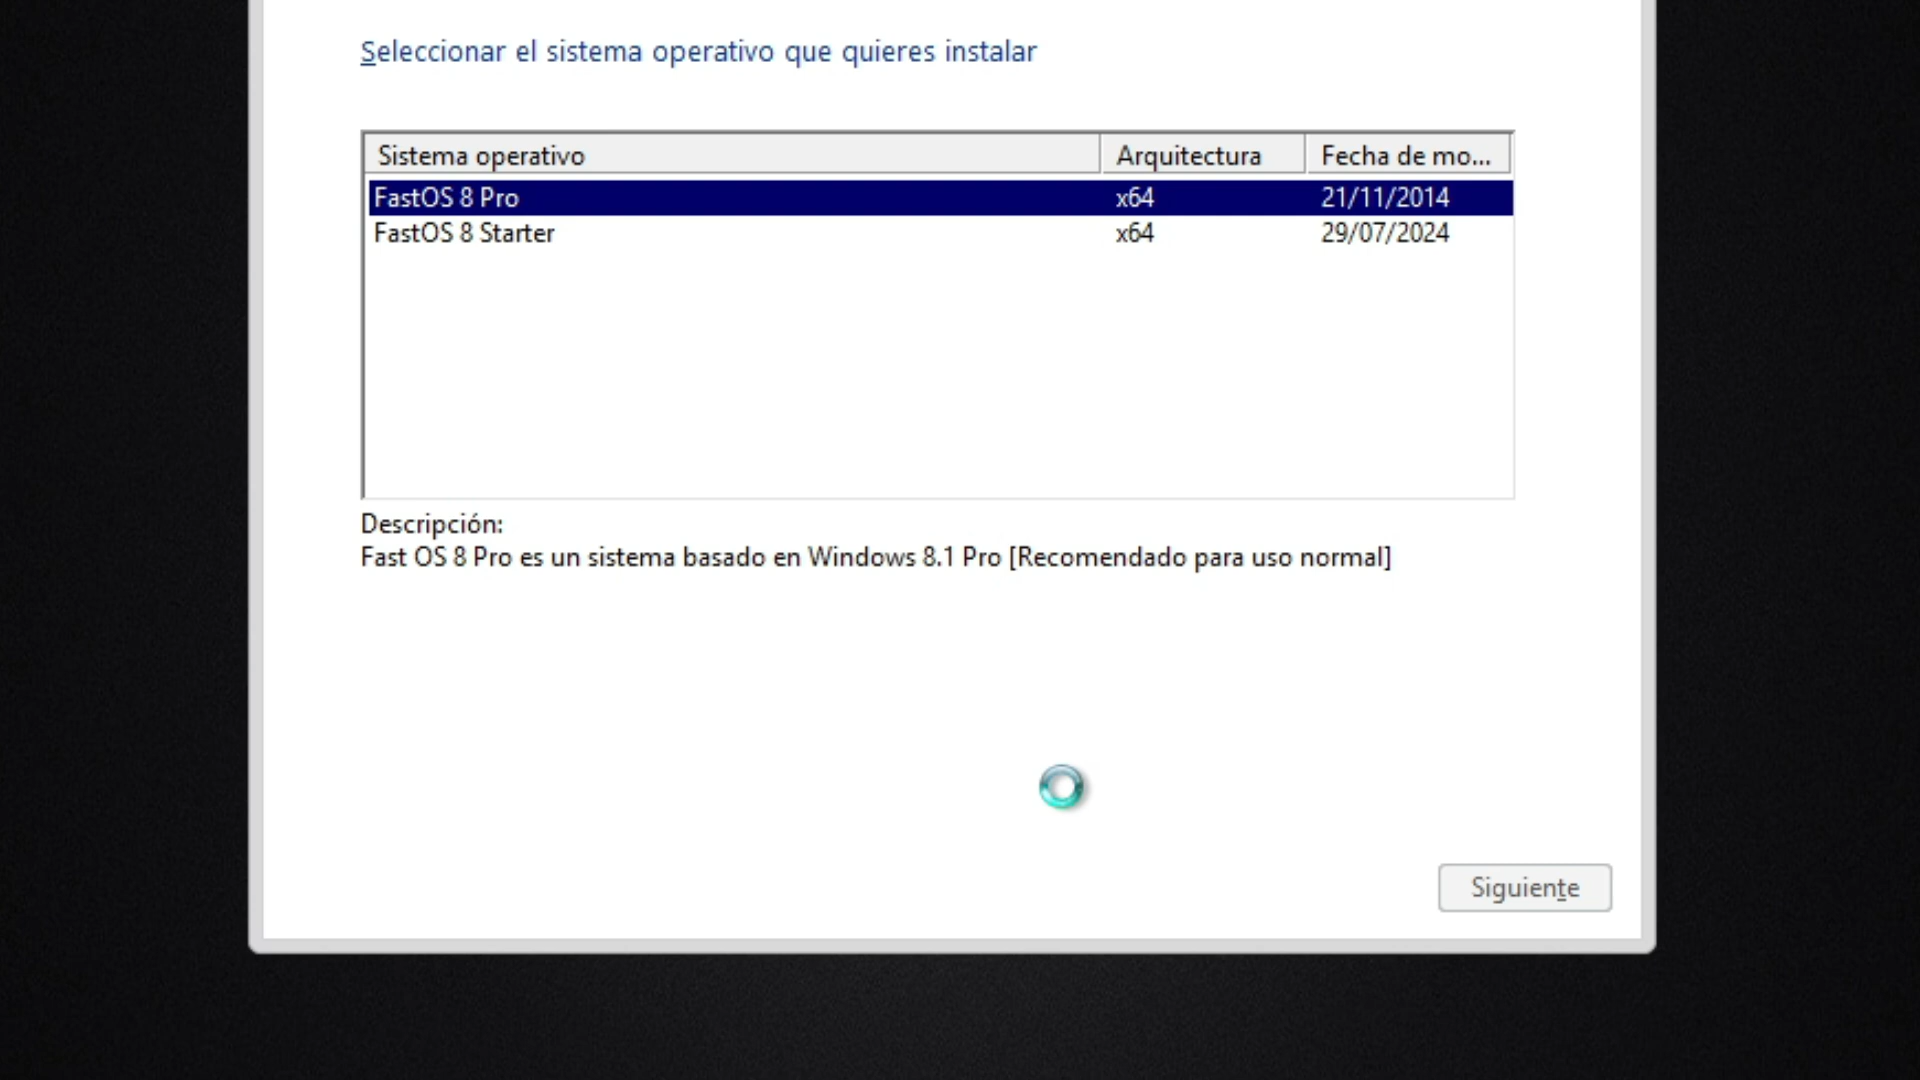 Seleccionar el sistema operativo que quieres instalar
Sistema operativo Arquitectura Fecha de mo...
FastOS 8 Pro x64 21/11/2014
FastOS 8 Starter x64 29/07/2024
Descripción:
Fast OS 8 Pro es un sistema basado en Windows 8.1 Pro [Recomendado para uso normal]
Siguiente